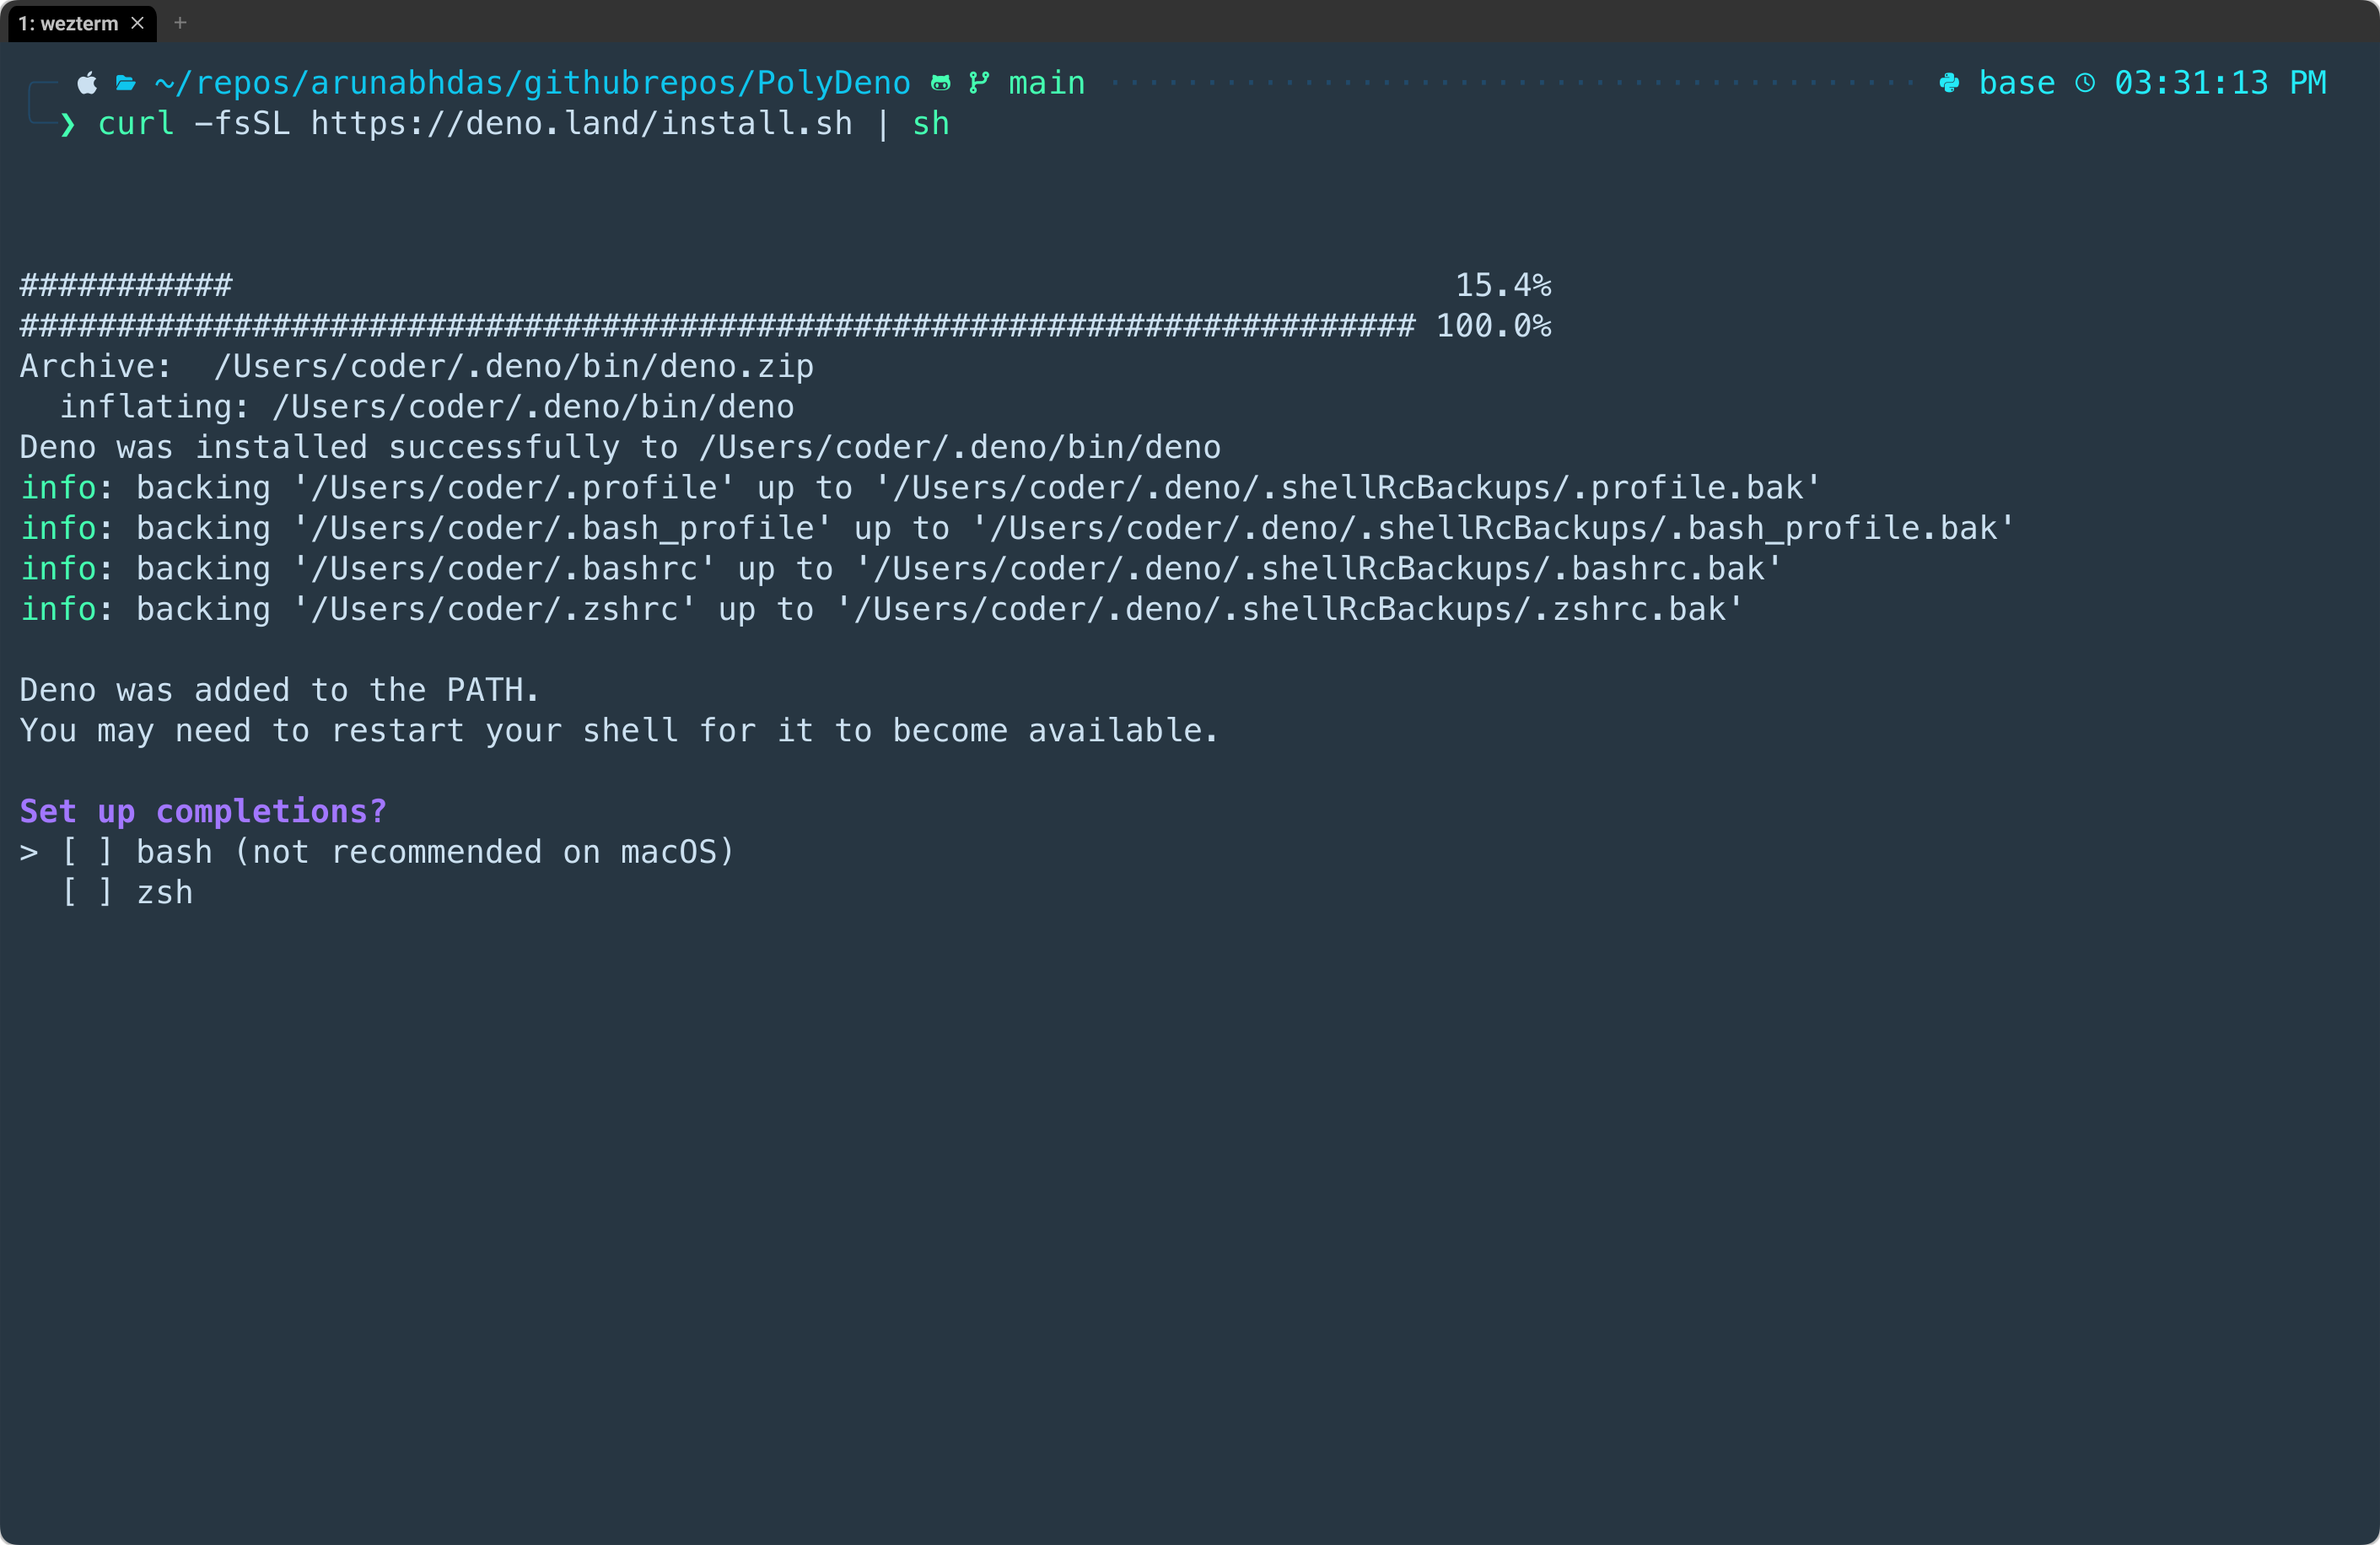 1: wezterm
~/repos/arunabhdas/githubrepos/PolyDeno main base 03:31:13 PM
❯ curl -fsSL https://deno.land/install.sh | sh
########### 15.4%
######################################################################## 100.0%
Archive:  /Users/coder/.deno/bin/deno.zip
  inflating: /Users/coder/.deno/bin/deno
Deno was installed successfully to /Users/coder/.deno/bin/deno
info: backing '/Users/coder/.profile' up to '/Users/coder/.deno/.shellRcBackups/.profile.bak'
info: backing '/Users/coder/.bash_profile' up to '/Users/coder/.deno/.shellRcBackups/.bash_profile.bak'
info: backing '/Users/coder/.bashrc' up to '/Users/coder/.deno/.shellRcBackups/.bashrc.bak'
info: backing '/Users/coder/.zshrc' up to '/Users/coder/.deno/.shellRcBackups/.zshrc.bak'
Deno was added to the PATH.
You may need to restart your shell for it to become available.
Set up completions?
> [ ] bash (not recommended on macOS)
  [ ] zsh